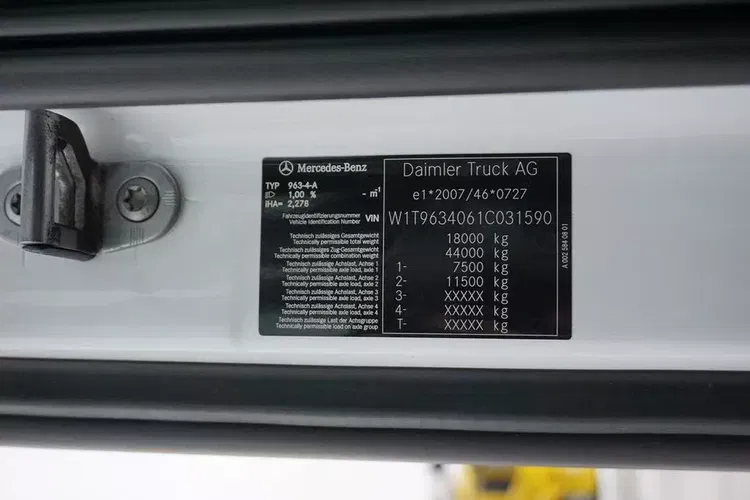 Mercedes-Benz
Daimler Truck AG
TYP 963-4-A
1,00 % - m⁻¹
IHA= 2,278
e1*2007/46*0727
Fahrzeugidentifizierungsnummer
Vehicle Identification Number VIN W1T9634061C031590
Technisch zulässiges Gesamtgewicht
Technically permissible total weight 18000 kg
Technisch zulässiges Zug-Gesamtgewicht
Technically permissible combination weight 44000 kg
Technisch zulässige Achslast, Achse 1
Technically permissible axle load, axle 1 1- 7500 kg
Technisch zulässige Achslast, Achse 2
Technically permissible axle load, axle 2 2- 11500 kg
Technisch zulässige Achslast, Achse 3
Technically permissible axle load, axle 3 3- XXXXX kg
Technisch zulässige Achslast, Achse 4
Technically permissible axle load, axle 4 4- XXXXX kg
Technisch zulässige Last der Achsgruppe
Technically permissible load on axle group T- XXXXX kg
A 002 584 08 01